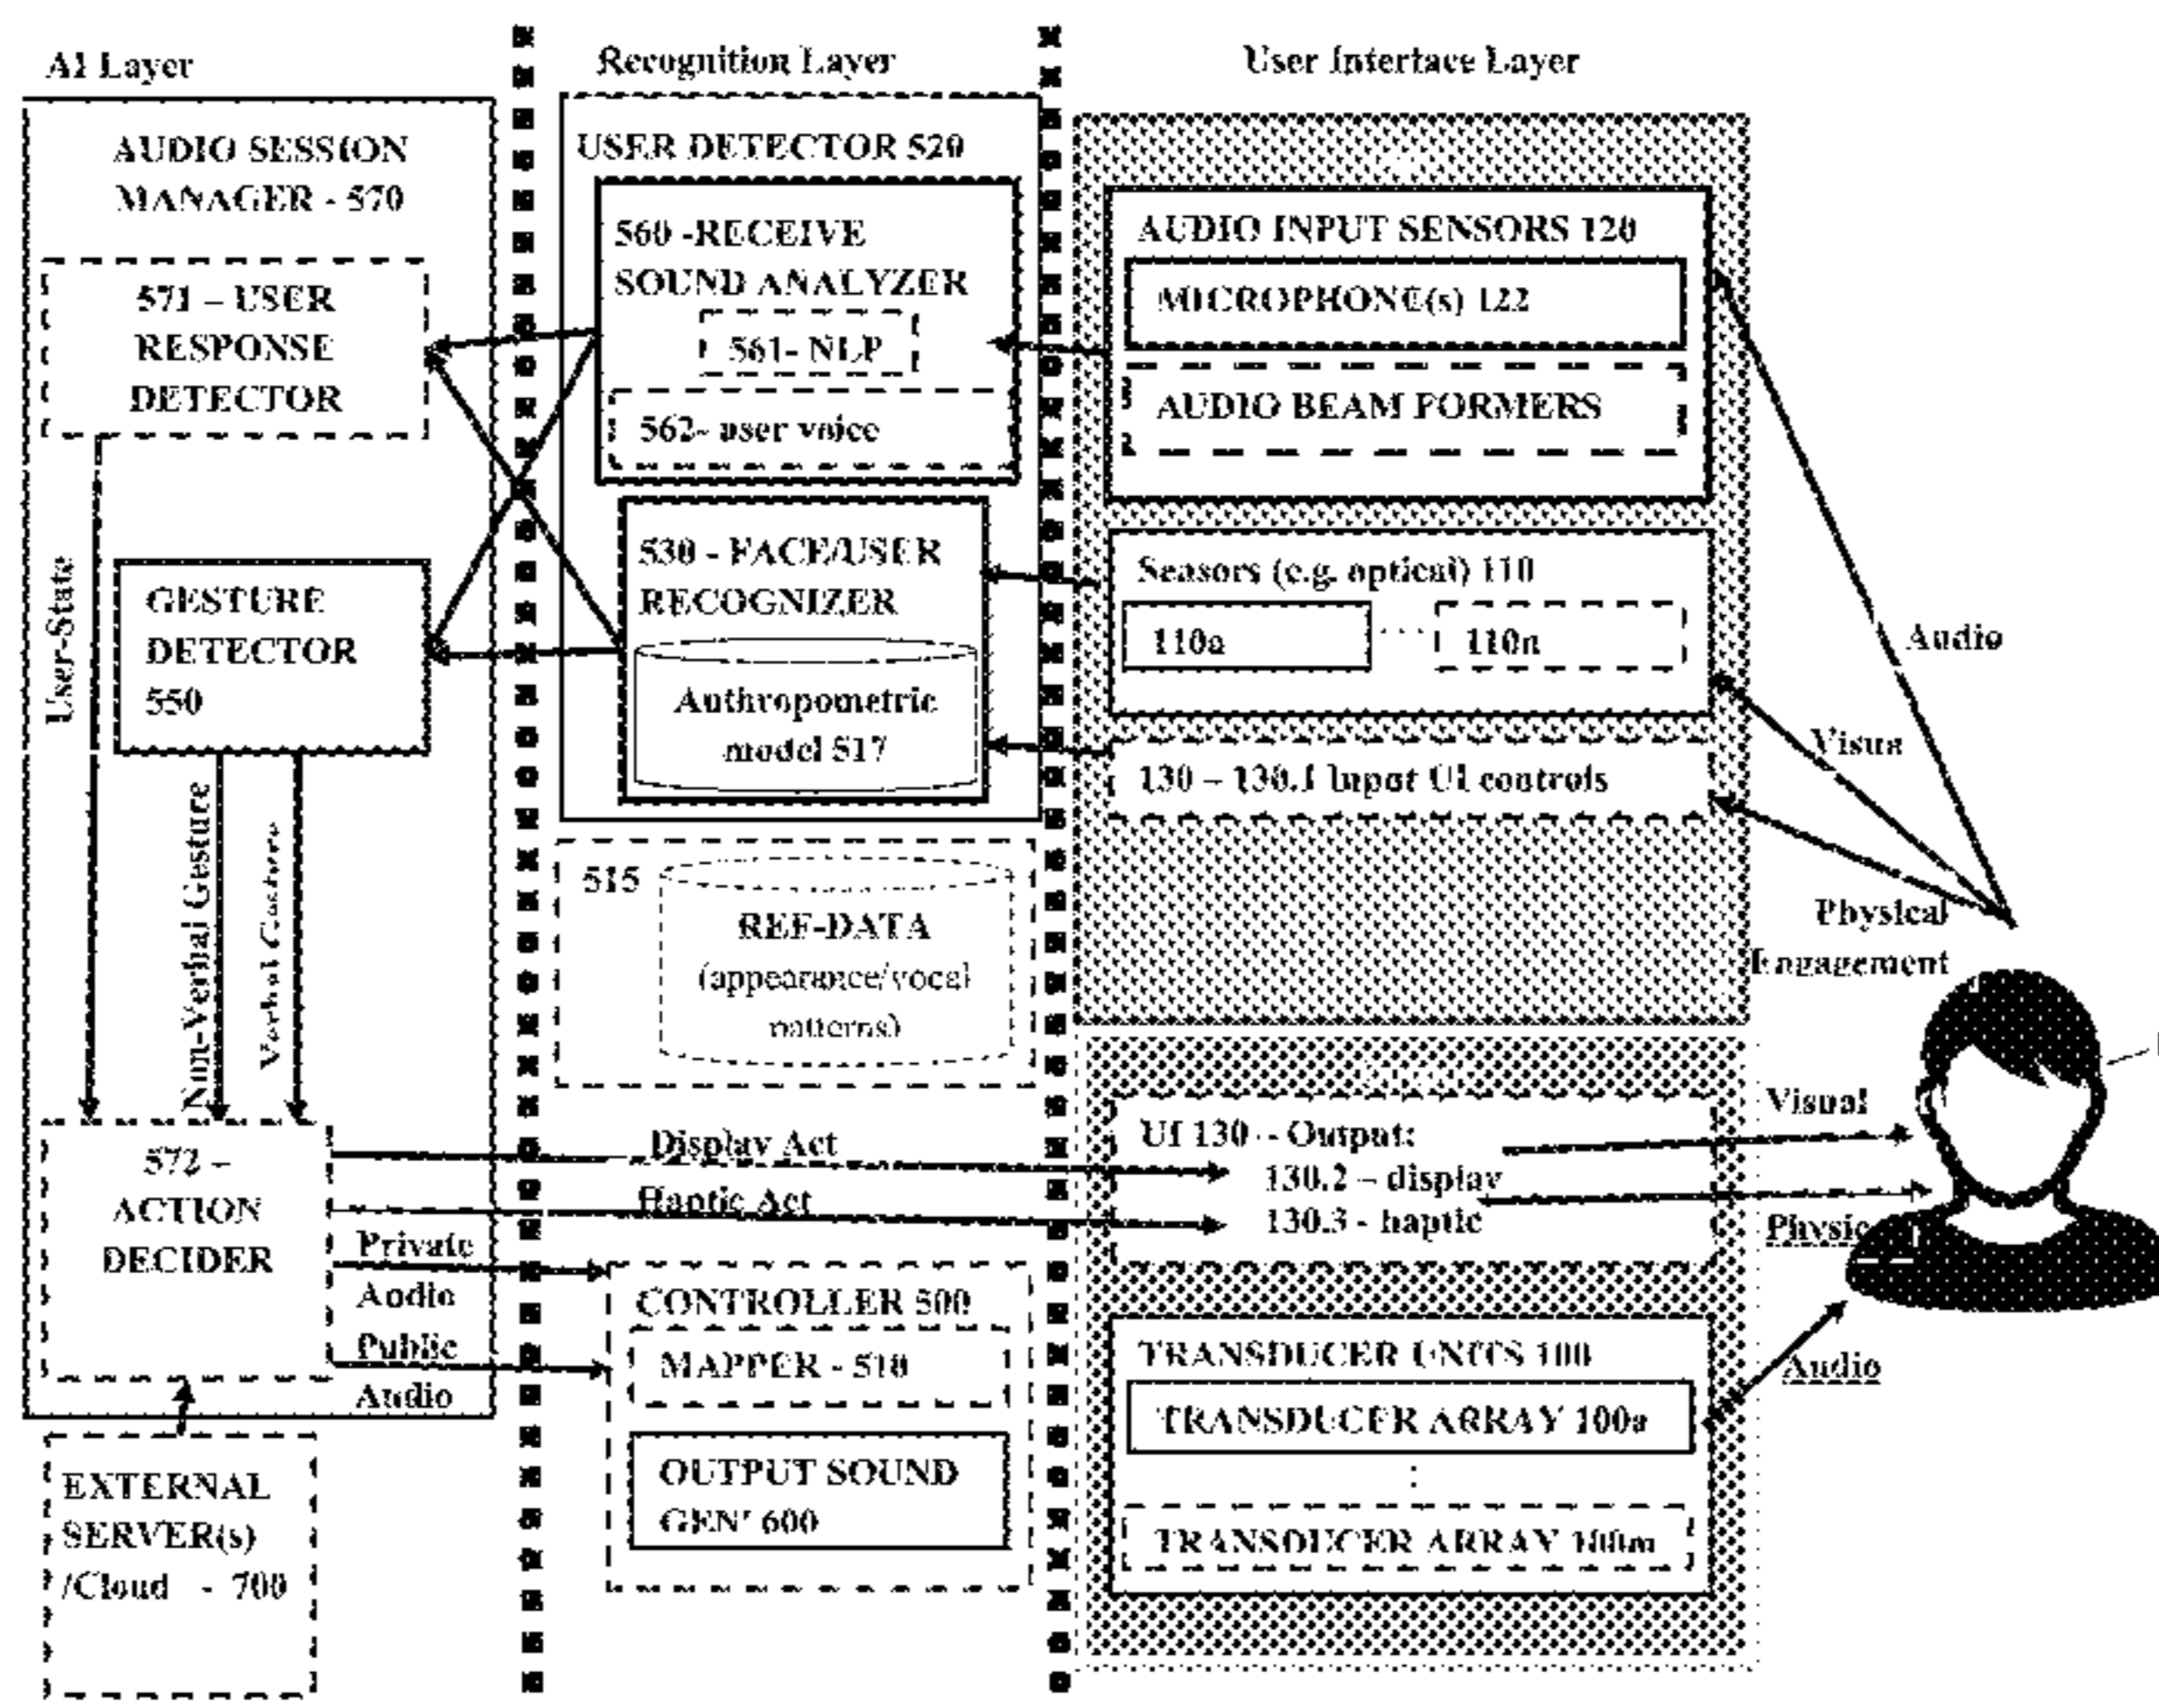 AI Layer
Recognition Layer
User Interface Layer
AUDIO SESSION
MANAGER - 570
571 – USER
RESPONSE
DETECTOR
User-State
GESTURE
DETECTOR
550
Non-Verbal Gesture
Verbal Gesture
572 –
ACTION
DECIDER
Private
Audio
Public
Audio
EXTERNAL
SERVER(s)
/Cloud - 700
USER DETECTOR 520
560 -RECEIVE
SOUND ANALYZER
561- NLP
562- user voice
530 - FACE/USER
RECOGNIZER
Anthropometric
model 517
515
REF-DATA
(appearance/vocal
patterns)
Display Act
Haptic Act
CONTROLLER 500
MAPPER - 510
OUTPUT SOUND
GEN' 600
AUDIO INPUT SENSORS 120
MICROPHONE(s) 122
AUDIO BEAM FORMERS
Sensors (e.g. optical) 110
110a
...
110n
130 – 130.1 Input UI controls
UI 130 - Output:
130.2 – display
130.3 - haptic
TRANSDUCER UNITS 100
TRANSDUCER ARRAY 100a
:
TRANSDUCER ARRAY 100m
Audio
Visua
Physical
Engagement
Visual
Physic
Audio